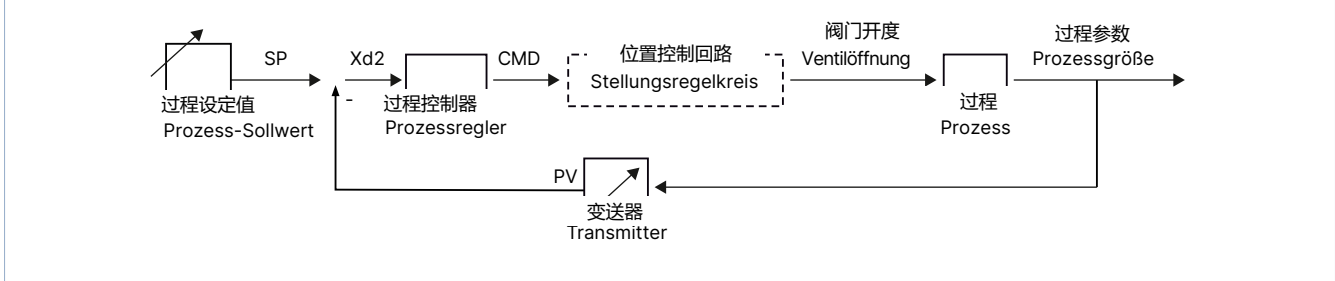 SP
Xd2
-
CMD
位置控制回路
Stellungsregelkreis
阀门开度
Ventilöffnung
过程参数
Prozessgröße
过程设定值
Prozess-Sollwert
过程控制器
Prozessregler
过程
Prozess
PV
变送器
Transmitter